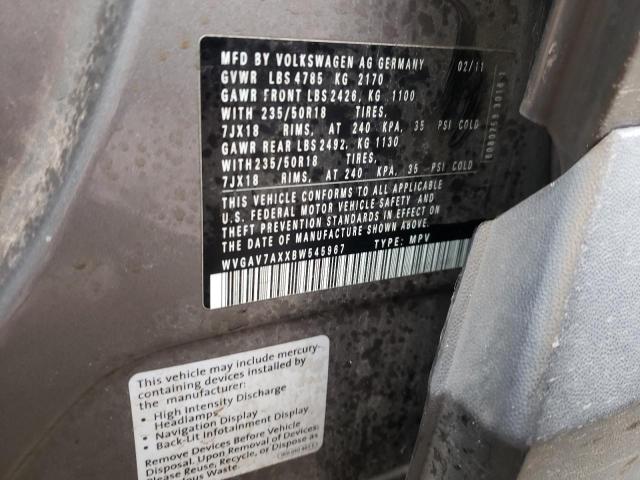 MFD BY VOLKSWAGEN AG GERMANY 02/11
GVWR LBS 4785 KG 2170
GAWR FRONT LBS 2426, KG 1100
WITH 235/50R18 TIRES,
7JX18 RIMS, AT 240 KPA, 35 PSI COLD
GAWR REAR LBS 2492, KG 1130
WITH 235/50R18 TIRES,
7JX18 RIMS, AT 240 KPA, 35 PSI COLD
THIS VEHICLE CONFORMS TO ALL APPLICABLE
U.S. FEDERAL MOTOR VEHICLE SAFETY AND
THEFT PREVENTION STANDARDS IN EFFECT ON
THE DATE OF MANUFACTURE SHOWN ABOVE
WVGAV7AXXBW545967 TYPE: MPV
This vehicle may include mercury-
containing devices installed by
the manufacturer:
• High Intensity Discharge
Headlamps
• Navigation Display
• Back-Lit Infotainment Display
Remove Devices Before Vehicle
Disposal. Upon Removal of Devices:
Please Reuse, Recycle, or Dispose as
Waste.